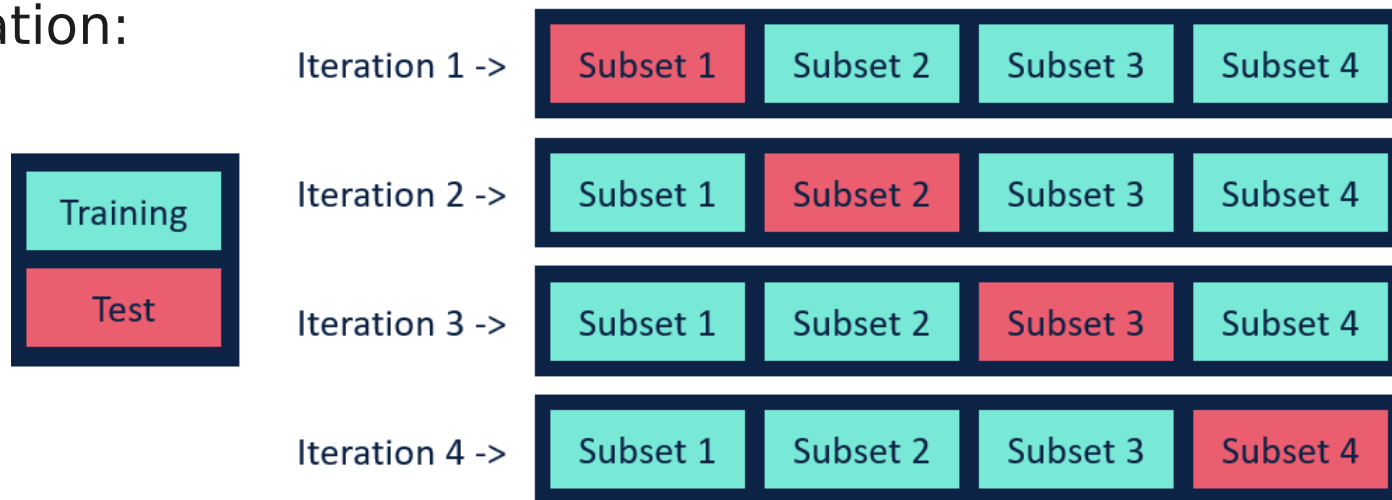 ation:
Iteration 1 -> Subset 1 Subset 2 Subset 3 Subset 4
Iteration 2 -> Subset 1 Subset 2 Subset 3 Subset 4
Training
Test
Iteration 3 -> Subset 1 Subset 2 Subset 3 Subset 4
Iteration 4 -> Subset 1 Subset 2 Subset 3 Subset 4